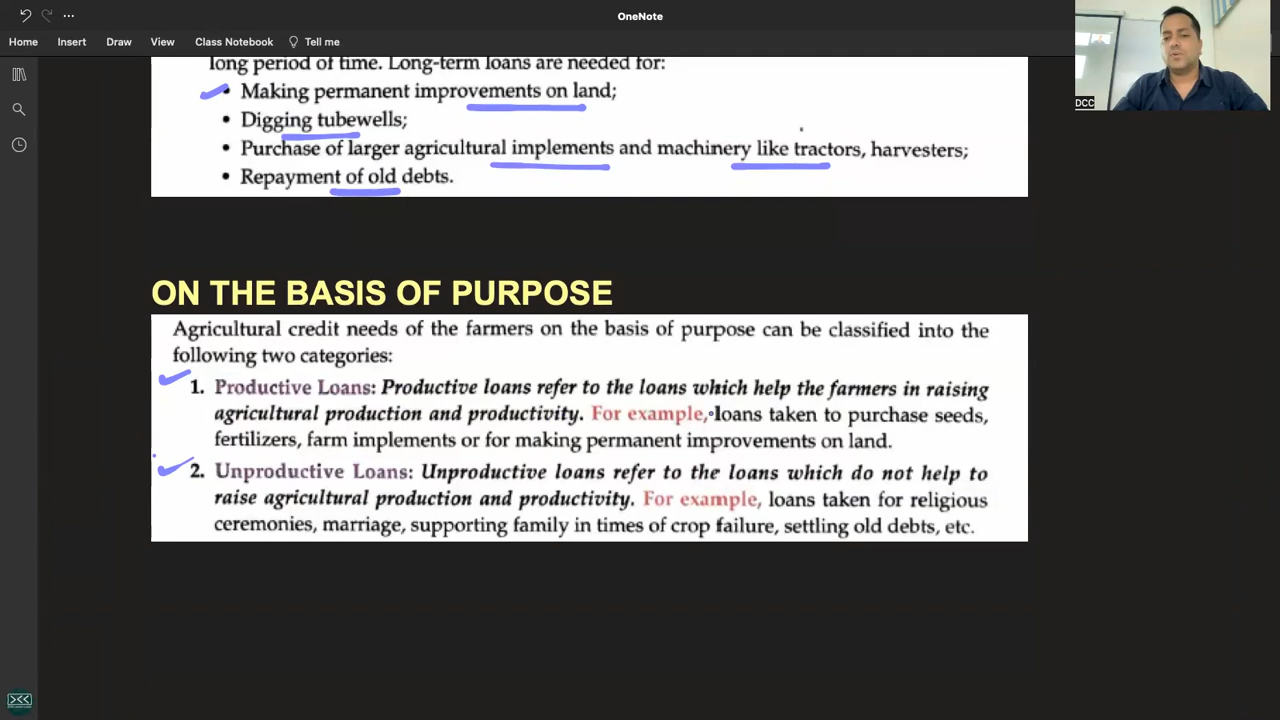 OneNote
Home Insert Draw View Class Notebook Tell me
DCC
long period of time. Long-term loans are needed for:
• Making permanent improvements on land;
• Digging tubewells;
• Purchase of larger agricultural implements and machinery like tractors, harvesters;
• Repayment of old debts.
ON THE BASIS OF PURPOSE
Agricultural credit needs of the farmers on the basis of purpose can be classified into the
following two categories:
1. Productive Loans: Productive loans refer to the loans which help the farmers in raising
agricultural production and productivity. For example, loans taken to purchase seeds,
fertilizers, farm implements or for making permanent improvements on land.
2. Unproductive Loans: Unproductive loans refer to the loans which do not help to
raise agricultural production and productivity. For example, loans taken for religious
ceremonies, marriage, supporting family in times of crop failure, settling old debts, etc.